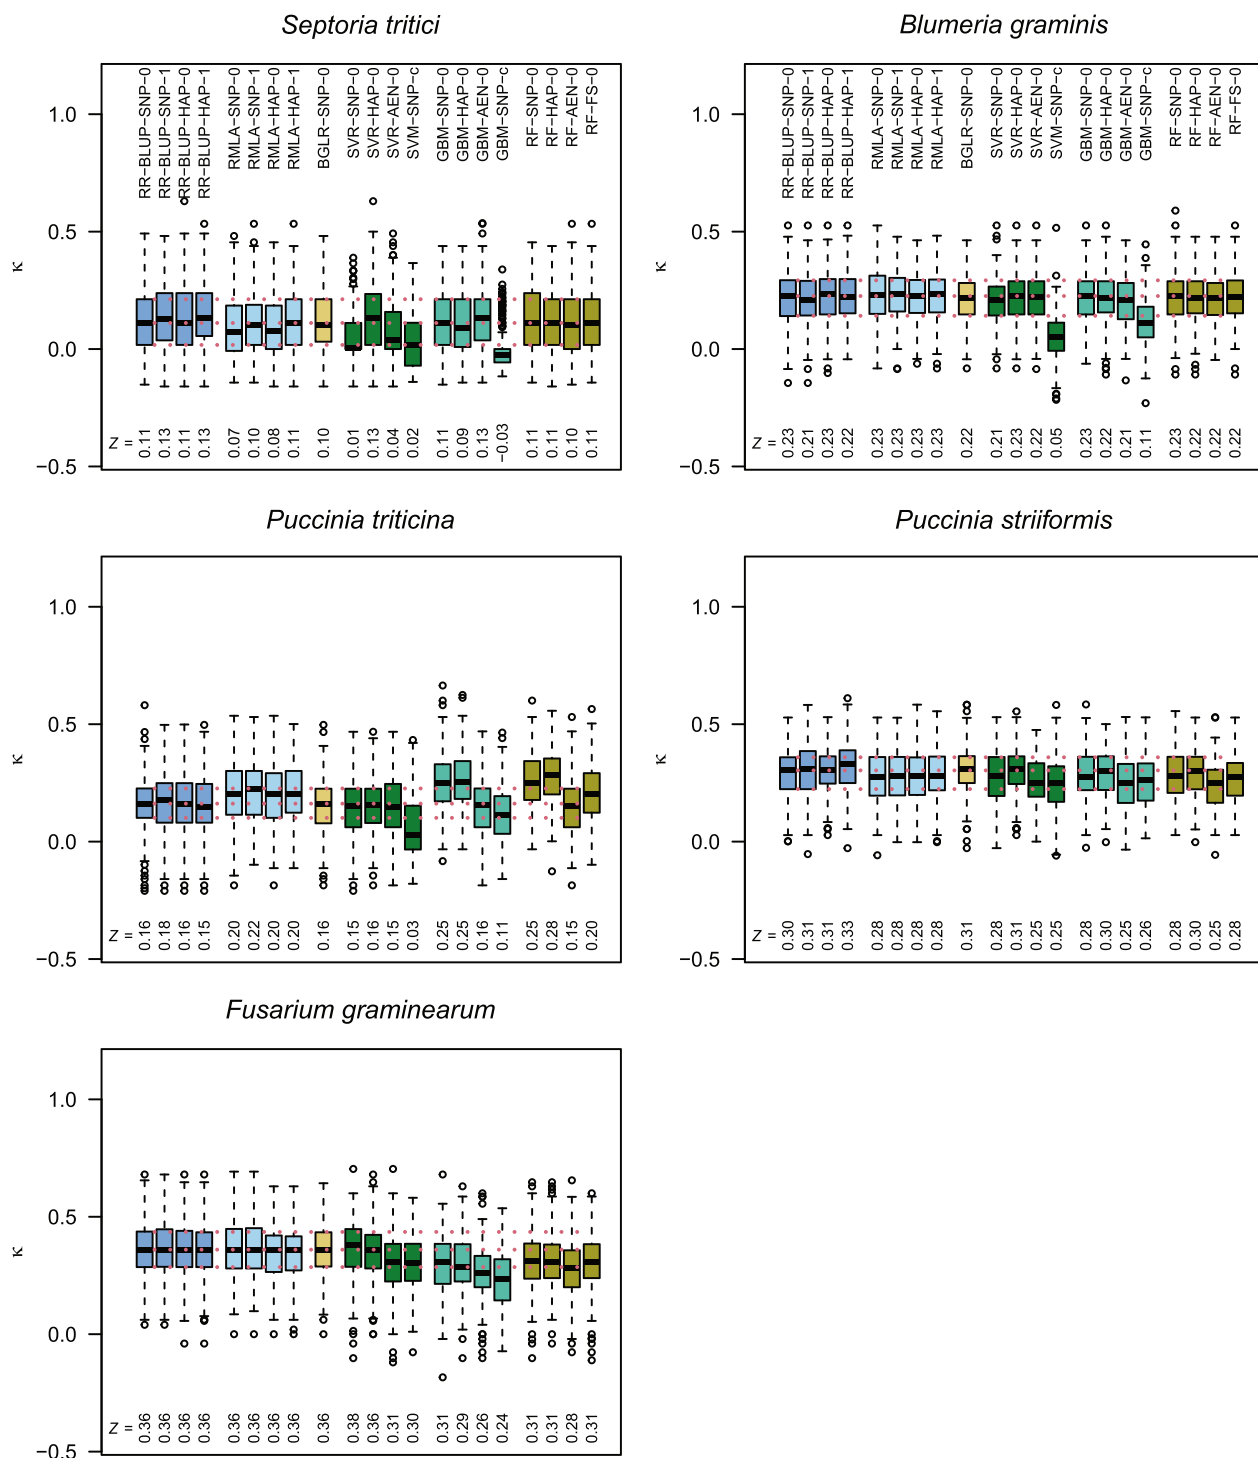 Septoria tritici
κ
1.0
0.5
0.0
−0.5
RR−BLUP−SNP−0
RR−BLUP−SNP−1
RR−BLUP−HAP−0
RR−BLUP−HAP−1
RMLA−SNP−0
RMLA−SNP−1
RMLA−HAP−0
RMLA−HAP−1
BGLR−SNP−0
SVR−SNP−0
SVR−HAP−0
SVR−AEN−0
SVM−SNP−c
GBM−SNP−0
GBM−HAP−0
GBM−AEN−0
GBM−SNP−c
RF−SNP−0
RF−HAP−0
RF−AEN−0
RF−FS−0
Z = 0.11 0.13 0.11 0.13 0.07 0.10 0.08 0.11 0.10 0.01 0.13 0.04 0.02 0.11 0.09 0.13 −0.03 0.11 0.11 0.10 0.11
Blumeria graminis
κ
1.0
0.5
0.0
−0.5
RR−BLUP−SNP−0
RR−BLUP−SNP−1
RR−BLUP−HAP−0
RR−BLUP−HAP−1
RMLA−SNP−0
RMLA−SNP−1
RMLA−HAP−0
RMLA−HAP−1
BGLR−SNP−0
SVR−SNP−0
SVR−HAP−0
SVR−AEN−0
SVM−SNP−c
GBM−SNP−0
GBM−HAP−0
GBM−AEN−0
GBM−SNP−c
RF−SNP−0
RF−HAP−0
RF−AEN−0
RF−FS−0
Z = 0.23 0.21 0.23 0.22 0.23 0.23 0.23 0.23 0.22 0.21 0.23 0.22 0.05 0.23 0.22 0.21 0.11 0.23 0.22 0.22 0.22
Puccinia triticina
κ
1.0
0.5
0.0
−0.5
Z = 0.16 0.18 0.16 0.15 0.20 0.22 0.20 0.20 0.16 0.15 0.16 0.15 0.03 0.25 0.25 0.16 0.11 0.25 0.28 0.15 0.20
Puccinia striiformis
κ
1.0
0.5
0.0
−0.5
Z = 0.30 0.31 0.31 0.33 0.28 0.28 0.28 0.28 0.31 0.28 0.31 0.25 0.25 0.28 0.30 0.25 0.26 0.28 0.30 0.25 0.28
Fusarium graminearum
κ
1.0
0.5
0.0
−0.5
Z = 0.36 0.36 0.36 0.36 0.36 0.36 0.36 0.36 0.36 0.38 0.36 0.31 0.30 0.31 0.29 0.26 0.24 0.31 0.31 0.28 0.31